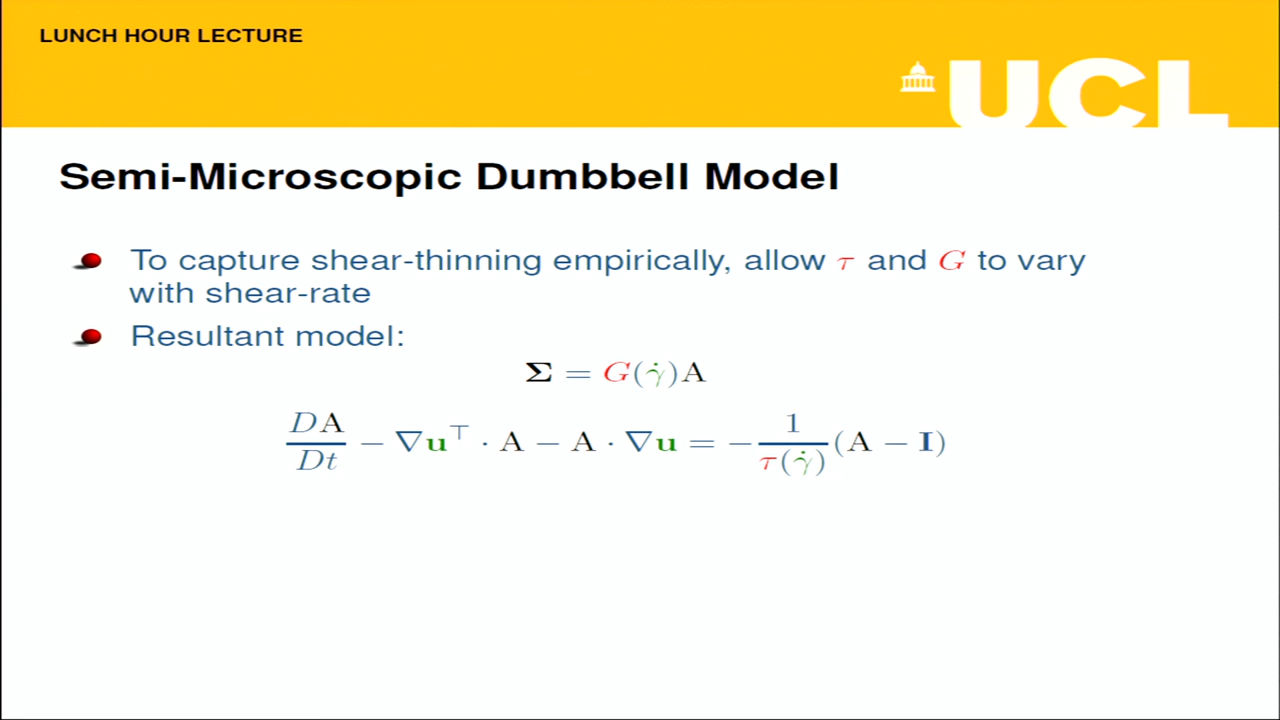 LUNCH HOUR LECTURE
UCL
Semi-Microscopic Dumbbell Model
To capture shear-thinning empirically, allow τ and G to vary
with shear-rate
Resultant model:
Σ = G(γ̇)A
DA/Dt − ∇u⊤ · A − A · ∇u = −1/τ(γ̇) (A − I)